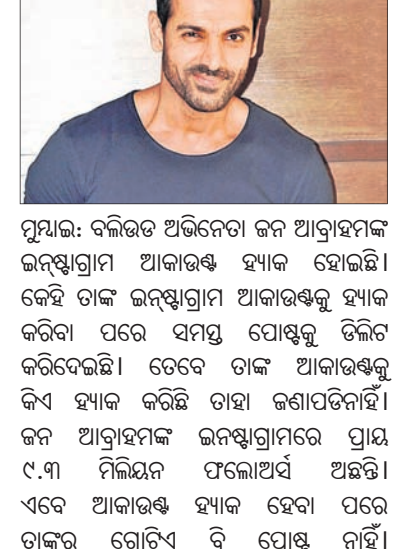 ମୁମ୍ବାଇ: ବଲିଉଡ ଅଭିନେତା ଜନ ଆବ୍ରାହମଙ୍କ
ଇନ୍‌ଷ୍ଟାଗ୍ରାମ ଆକାଉଣ୍ଟ ହ୍ୟାକ ହୋଇଛି।
କେହି ତାଙ୍କ ଇନ୍‌ଷ୍ଟାଗ୍ରାମ ଆକାଉଣ୍ଟକୁ ହ୍ୟାକ
କରିବା ପରେ ସମସ୍ତ ପୋଷ୍ଟକୁ ଡିଲିଟ
କରିଦେଇଛି। ତେବେ ତାଙ୍କ ଆକାଉଣ୍ଟକୁ
କିଏ ହ୍ୟାକ କରିଛି ତାହା ଜଣାପଡିନାହିଁ।
ଜନ ଆବ୍ରାହମଙ୍କ ଇନଷ୍ଟାଗ୍ରାମରେ ପ୍ରାୟ
୯.୩ ମିଲିୟନ ଫଲୋଅର୍ସ ଅଛନ୍ତି।
ଏବେ ଆକାଉଣ୍ଟ ହ୍ୟାକ ହେବା ପରେ
ତାଙ୍କର ଗୋଟିଏ ବି ପୋଷ୍ଟ ନାହିଁ।